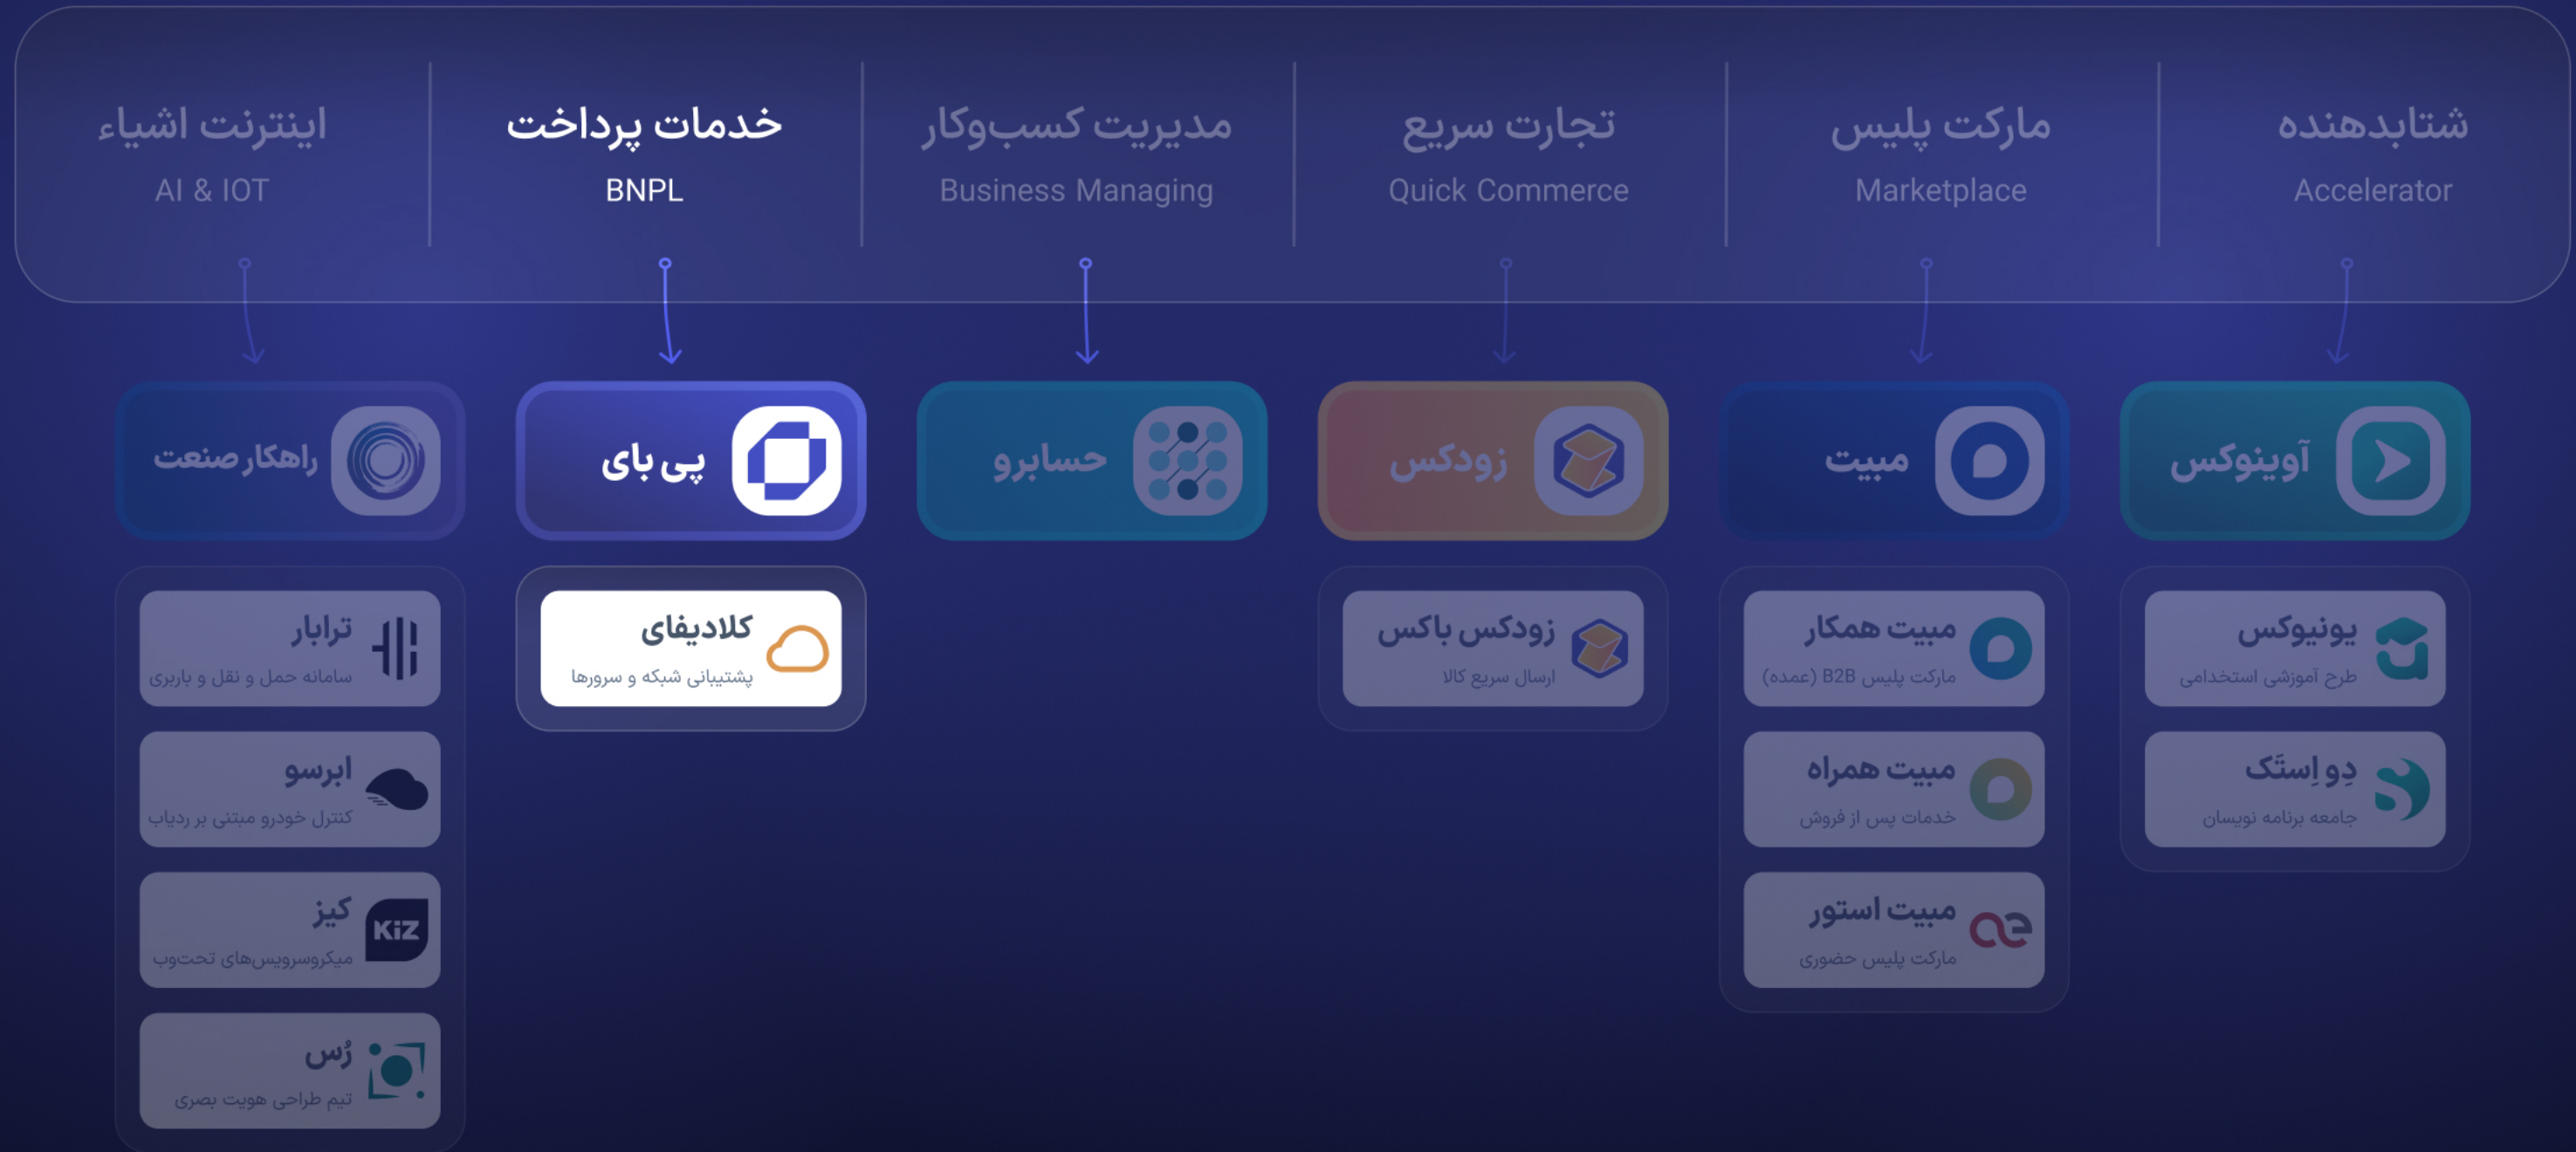 شتابدهنده
Accelerator
مارکت پلیس
Marketplace
تجارت سریع
Quick Commerce
مدیریت کسب‌وکار
Business Managing
خدمات پرداخت
BNPL
اینترنت اشیاء
AI & IOT
آوینوکس
مبیت
زودکس
حسابرو
پی بای
راهکار صنعت
یونیوکس
طرح آموزشی استخدامی
دِو اِستَک
جامعه برنامه نویسان
مبیت همکار
مارکت پلیس B2B (عمده)
مبیت همراه
خدمات پس از فروش
مبیت استور
مارکت پلیس حضوری
زودکس باکس
ارسال سریع کالا
کلادیفای
پشتیبانی شبکه و سرورها
ترابار
سامانه حمل و نقل و باربری
ابرسو
کنترل خودرو مبتنی بر ردیاب
کیز
KiZ
میکروسرویس‌های تحت‌وب
رُس
تیم طراحی هویت بصری